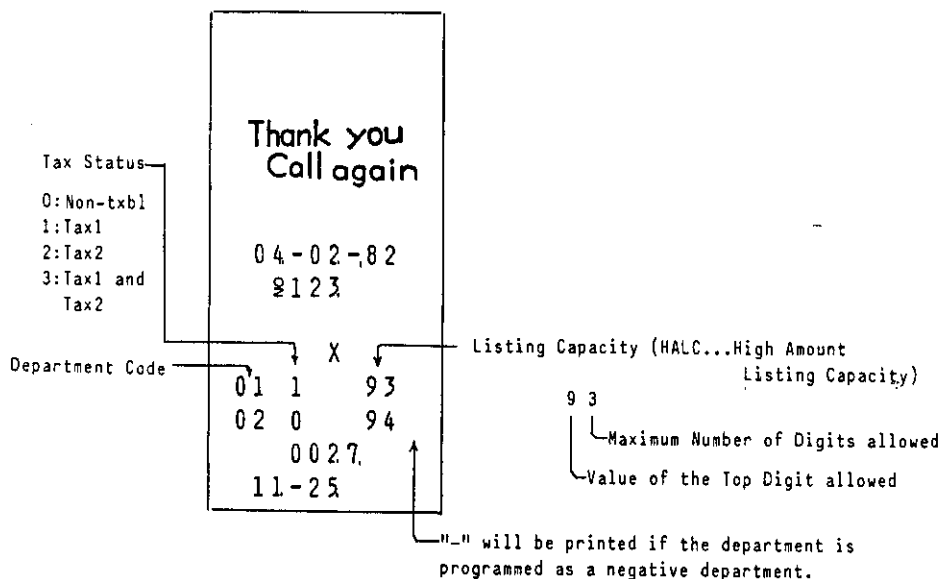 Thank you
Call again
Tax Status
0: Non-txbl
1: Tax1
2: Tax2
3: Tax1 and
Tax2
04-02-82
№123
X
Listing Capacity (HALC...High Amount
Listing Capacity)
Department Code
01 1 93
02 0 94
0027
11-25
9 3
Maximum Number of Digits allowed
Value of the Top Digit allowed
"-" will be printed if the department is
programmed as a negative department.